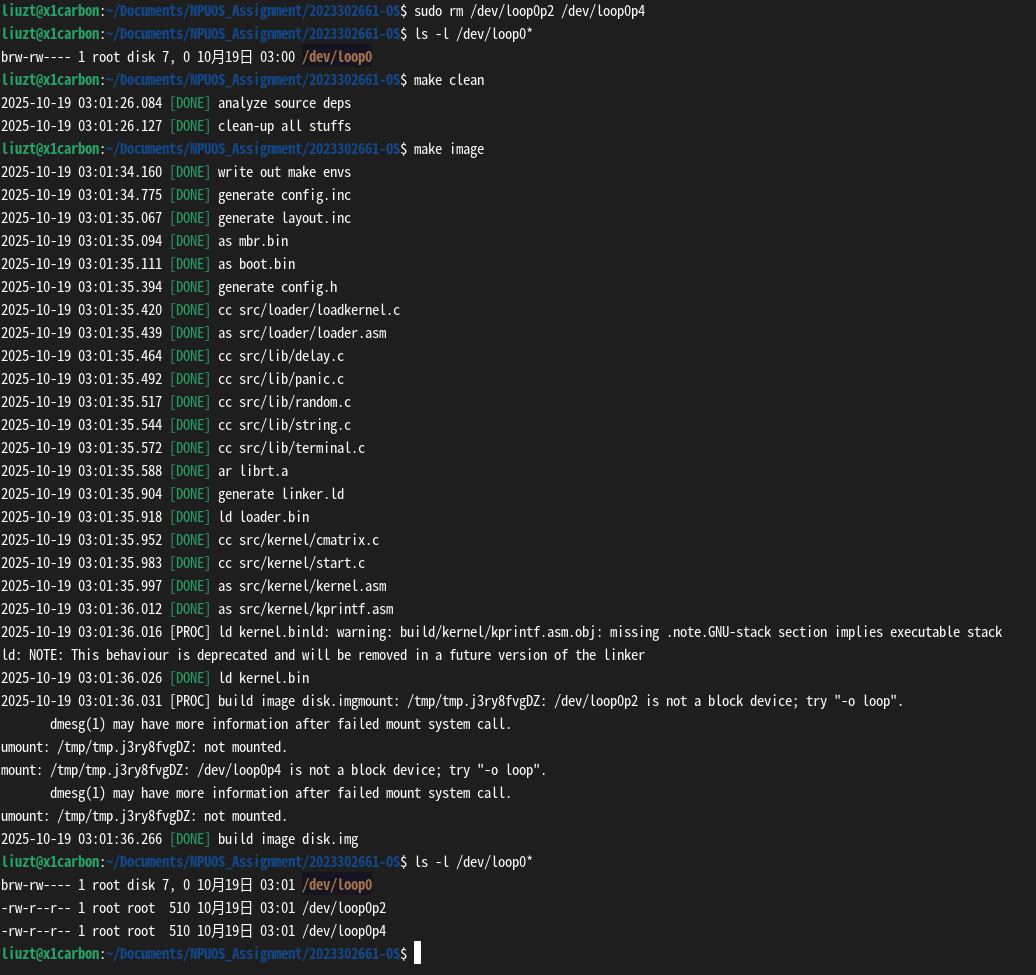 liuzt@x1carbon:~/Documents/NPUOS_Assignment/2023302661-OS$ sudo rm /dev/loop0p2 /dev/loop0p4
liuzt@x1carbon:~/Documents/NPUOS_Assignment/2023302661-OS$ ls -l /dev/loop0*
brw-rw---- 1 root disk 7, 0 10月19日 03:00 /dev/loop0
liuzt@x1carbon:~/Documents/NPUOS_Assignment/2023302661-OS$ make clean
2025-10-19 03:01:26.084 [DONE] analyze source deps
2025-10-19 03:01:26.127 [DONE] clean-up all stuffs
liuzt@x1carbon:~/Documents/NPUOS_Assignment/2023302661-OS$ make image
2025-10-19 03:01:34.160 [DONE] write out make envs
2025-10-19 03:01:34.775 [DONE] generate config.inc
2025-10-19 03:01:35.067 [DONE] generate layout.inc
2025-10-19 03:01:35.094 [DONE] as mbr.bin
2025-10-19 03:01:35.111 [DONE] as boot.bin
2025-10-19 03:01:35.394 [DONE] generate config.h
2025-10-19 03:01:35.420 [DONE] cc src/loader/loadkernel.c
2025-10-19 03:01:35.439 [DONE] as src/loader/loader.asm
2025-10-19 03:01:35.464 [DONE] cc src/lib/delay.c
2025-10-19 03:01:35.492 [DONE] cc src/lib/panic.c
2025-10-19 03:01:35.517 [DONE] cc src/lib/random.c
2025-10-19 03:01:35.544 [DONE] cc src/lib/string.c
2025-10-19 03:01:35.572 [DONE] cc src/lib/terminal.c
2025-10-19 03:01:35.588 [DONE] ar librt.a
2025-10-19 03:01:35.904 [DONE] generate linker.ld
2025-10-19 03:01:35.918 [DONE] ld loader.bin
2025-10-19 03:01:35.952 [DONE] cc src/kernel/cmatrix.c
2025-10-19 03:01:35.983 [DONE] cc src/kernel/start.c
2025-10-19 03:01:35.997 [DONE] as src/kernel/kernel.asm
2025-10-19 03:01:36.012 [DONE] as src/kernel/kprintf.asm
2025-10-19 03:01:36.016 [PROC] ld kernel.binld: warning: build/kernel/kprintf.asm.obj: missing .note.GNU-stack section implies executable stack
ld: NOTE: This behaviour is deprecated and will be removed in a future version of the linker
2025-10-19 03:01:36.026 [DONE] ld kernel.bin
2025-10-19 03:01:36.031 [PROC] build image disk.imgmount: /tmp/tmp.j3ry8fvgDZ: /dev/loop0p2 is not a block device; try "-o loop".
dmesg(1) may have more information after failed mount system call.
umount: /tmp/tmp.j3ry8fvgDZ: not mounted.
mount: /tmp/tmp.j3ry8fvgDZ: /dev/loop0p4 is not a block device; try "-o loop".
dmesg(1) may have more information after failed mount system call.
umount: /tmp/tmp.j3ry8fvgDZ: not mounted.
2025-10-19 03:01:36.266 [DONE] build image disk.img
liuzt@x1carbon:~/Documents/NPUOS_Assignment/2023302661-OS$ ls -l /dev/loop0*
brw-rw---- 1 root disk 7, 0 10月19日 03:01 /dev/loop0
-rw-r--r-- 1 root root  510 10月19日 03:01 /dev/loop0p2
-rw-r--r-- 1 root root  510 10月19日 03:01 /dev/loop0p4
liuzt@x1carbon:~/Documents/NPUOS_Assignment/2023302661-OS$